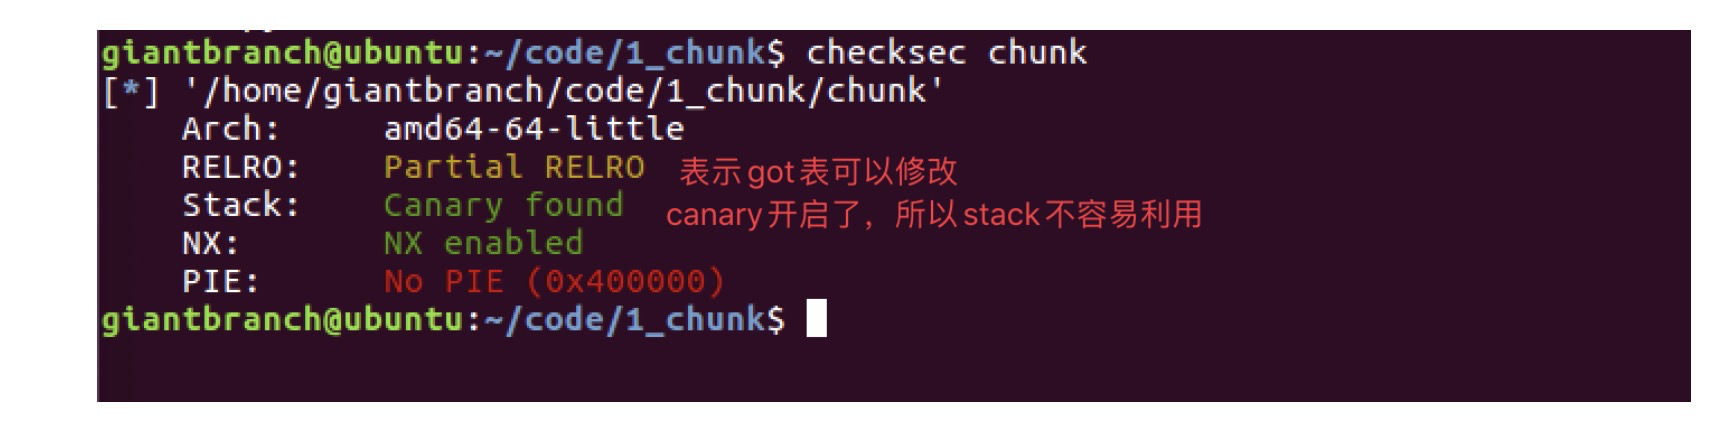 giantbranch@ubuntu:~/code/1_chunk$ checksec chunk
[*] '/home/giantbranch/code/1_chunk/chunk'
Arch: amd64-64-little
RELRO: Partial RELRO 表示got表可以修改
Stack: Canary found canary开启了，所以stack不容易利用
NX: NX enabled
PIE: No PIE (0x400000)
giantbranch@ubuntu:~/code/1_chunk$